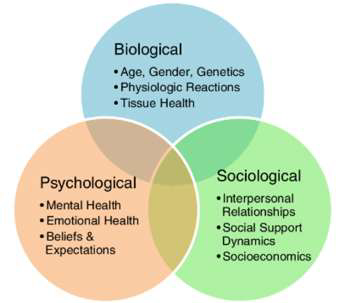 Biological
• Age, Gender, Genetics
• Physiologic Reactions
• Tissue Health
Psychological
• Mental Health
• Emotional Health
• Beliefs &
Expectations
Sociological
• Interpersonal
Relationships
• Social Support
Dynamics
• Socioeconomics